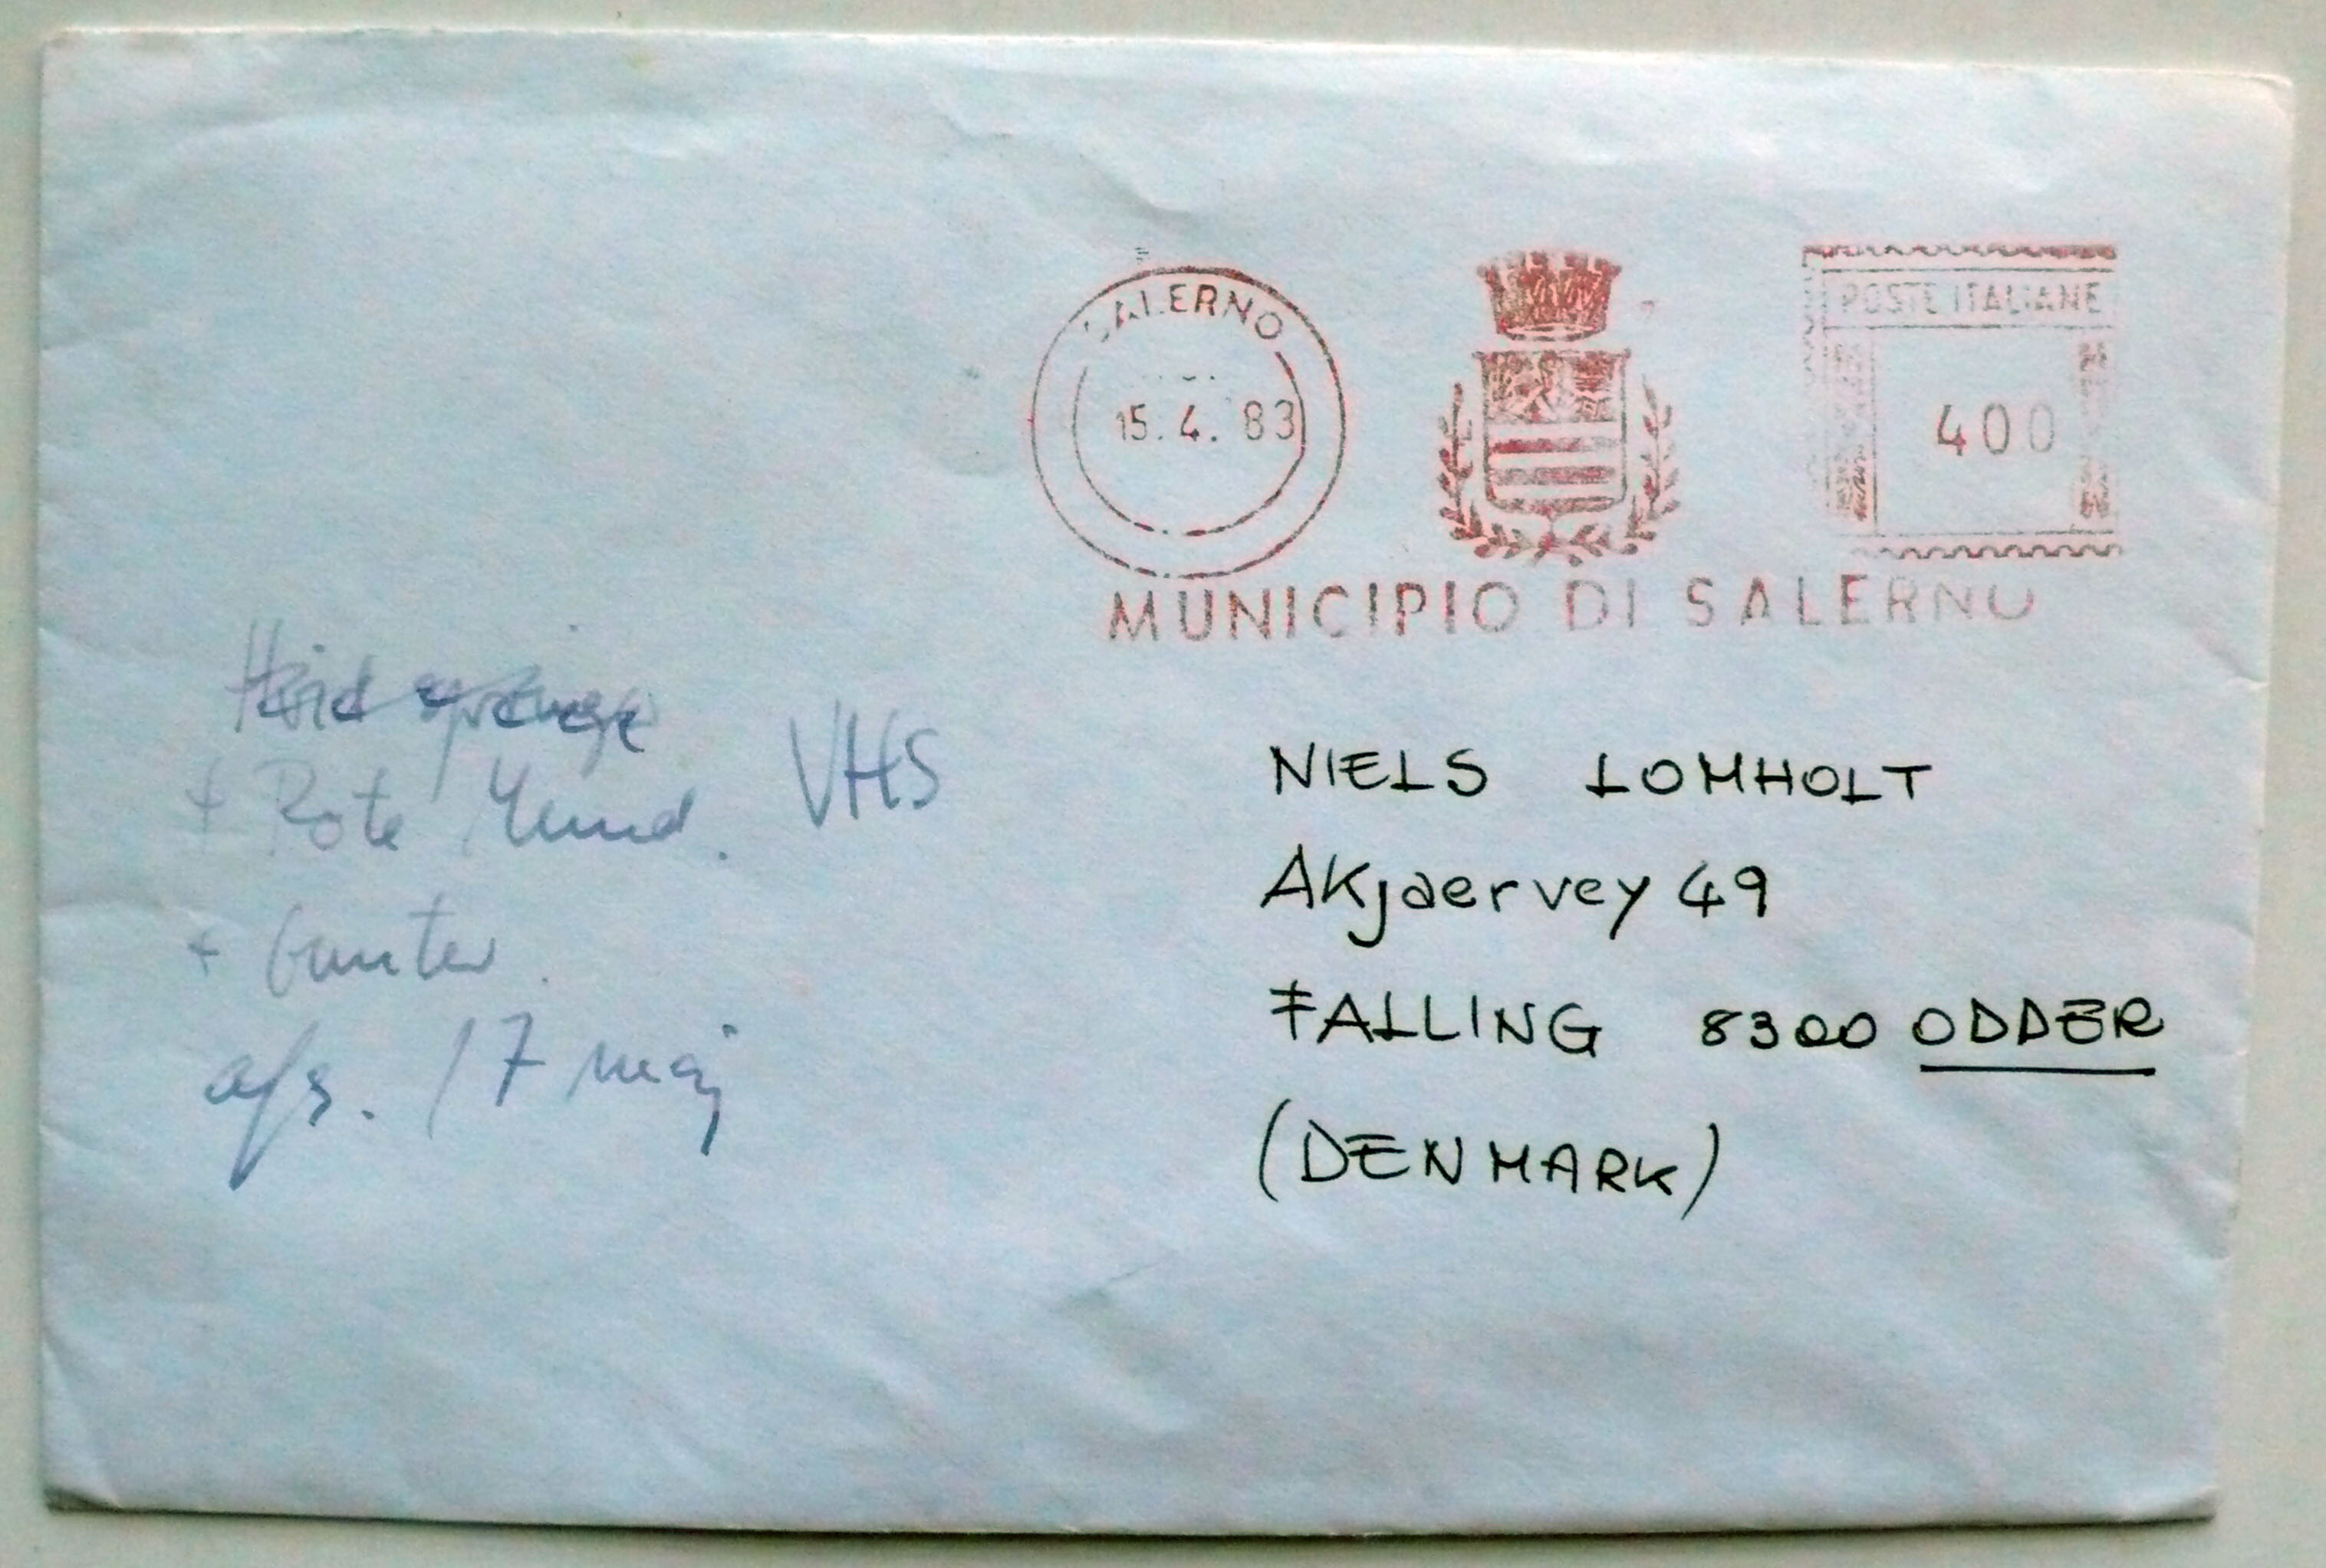 SALERNO
15. 4. 83
POSTE ITALIANE
400
MUNICIPIO DI SALERNO
+ Rote Mund. VHS
+ Gunter.
afs. 17 maj
NIELS LOMHOLT
AKjaervey 49
FALLING 8300 ODDER
(DENMARK)